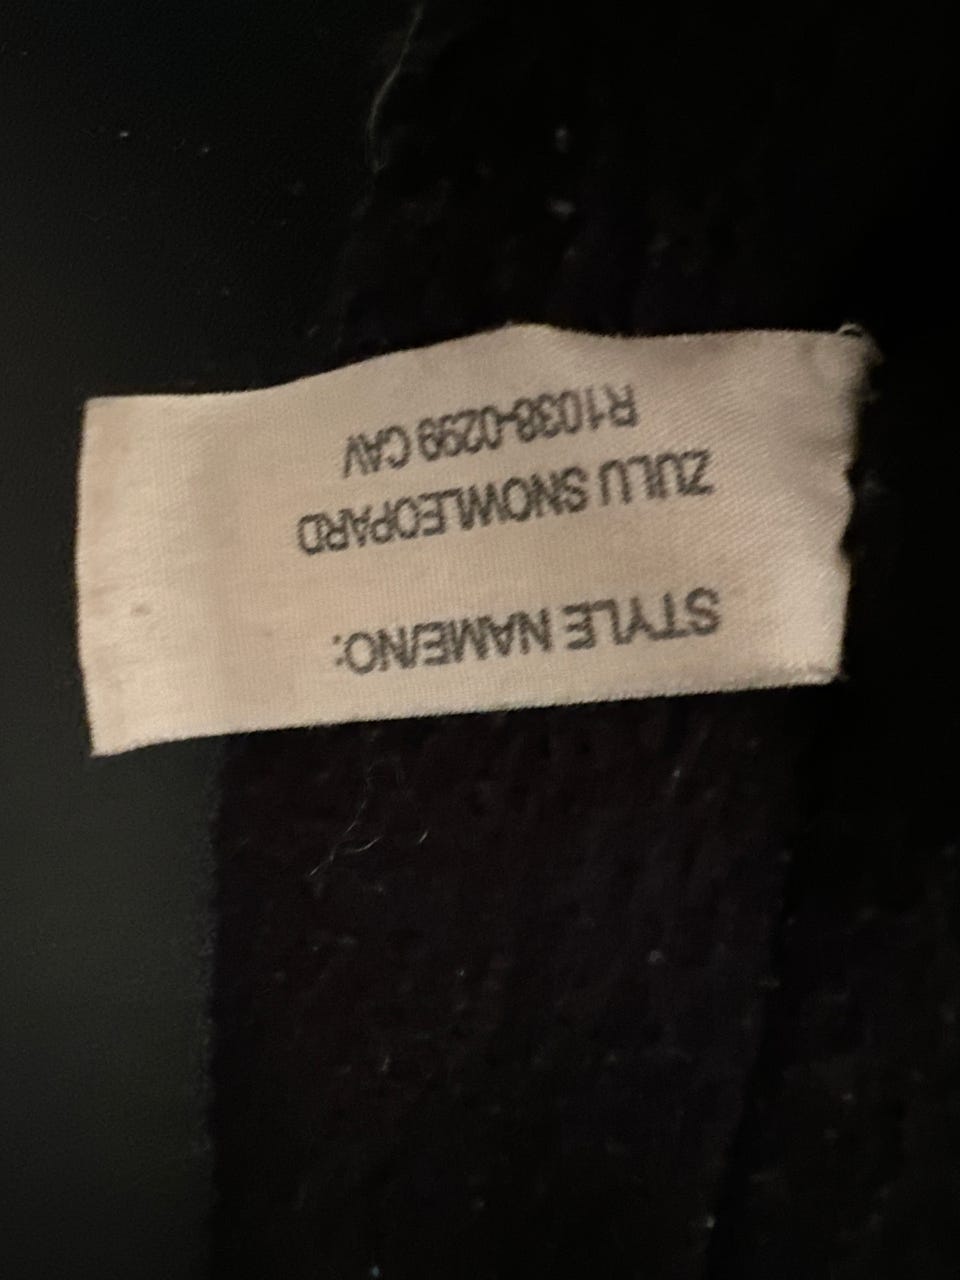 STYLE NAME/NO:
ZULU SNOWLEOPARD
R1038-0299 CAV